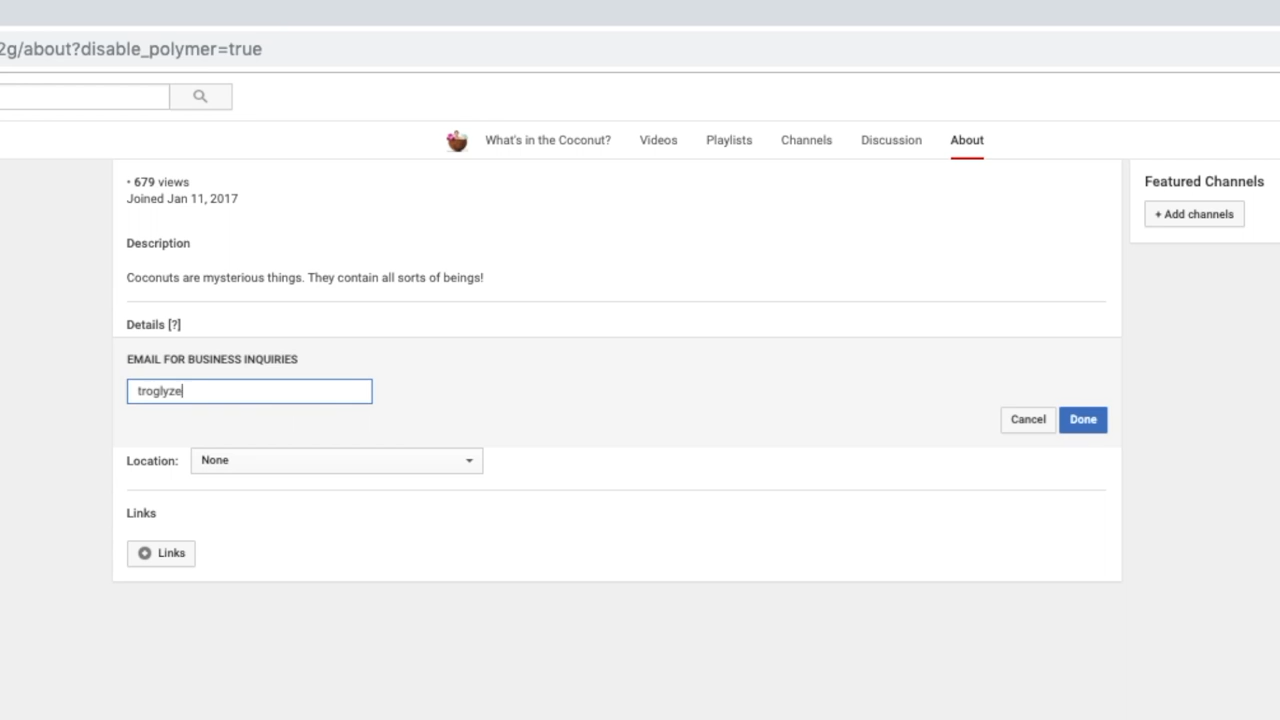 2g/about?disable_polymer=true
What's in the Coconut? Videos Playlists Channels Discussion About
• 679 views
Joined Jan 11, 2017
Featured Channels
+ Add channels
Description
Coconuts are mysterious things. They contain all sorts of beings!
Details [?]
EMAIL FOR BUSINESS INQUIRIES
troglyze
Cancel Done
Location: None
Links
Links